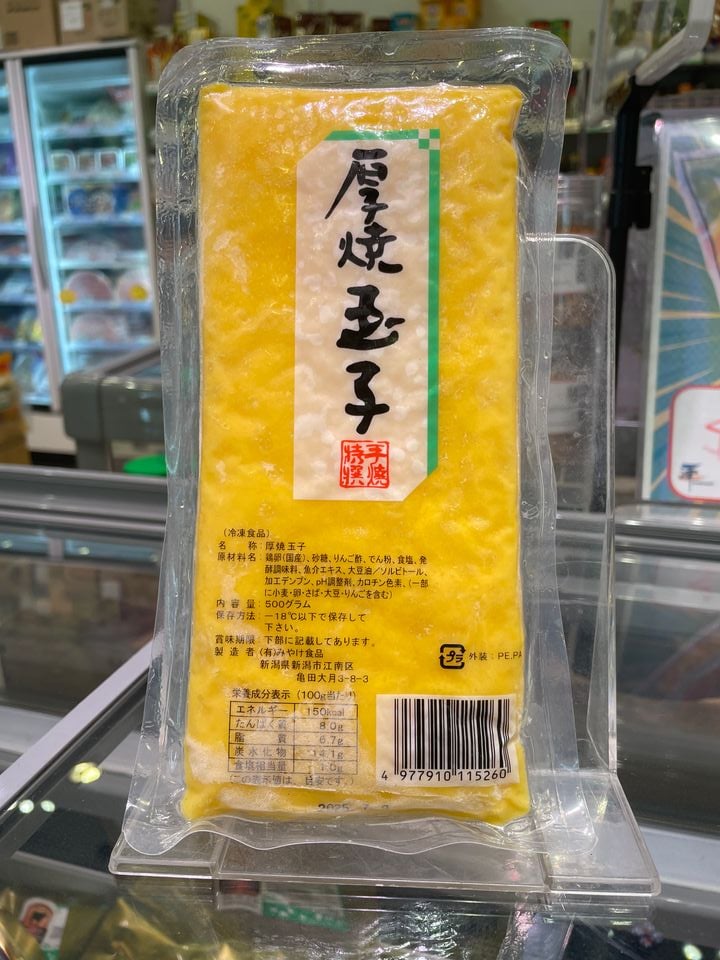 厚焼玉子
手焼
特撰
(冷凍食品)
名 称:厚焼玉子
原材料名:鶏卵(国産)、砂糖、りんご酢、でん粉、食塩、発
酵調味料、魚介エキス、大豆油/ソルビトール、
加工デンプン、pH調整剤、カロチン色素、(一部
に小麦・卵・さば・大豆・りんごを含む)
内容量:500グラム
保存方法:-18℃以下で保存して
下さい。
賞味期限:下部に記載してあります。
製造者:(有)みやけ食品
新潟県新潟市江南区
亀田大月3-8-3
プラ 外装:PE,PA
栄養成分表示(100g当たり)
エネルギー 150kcal
たんぱく質 8.0g
脂質 6.7g
炭水化物 14.1g
食塩相当量 1.0g
(この表示値は、目安です。)
4 977910 115260